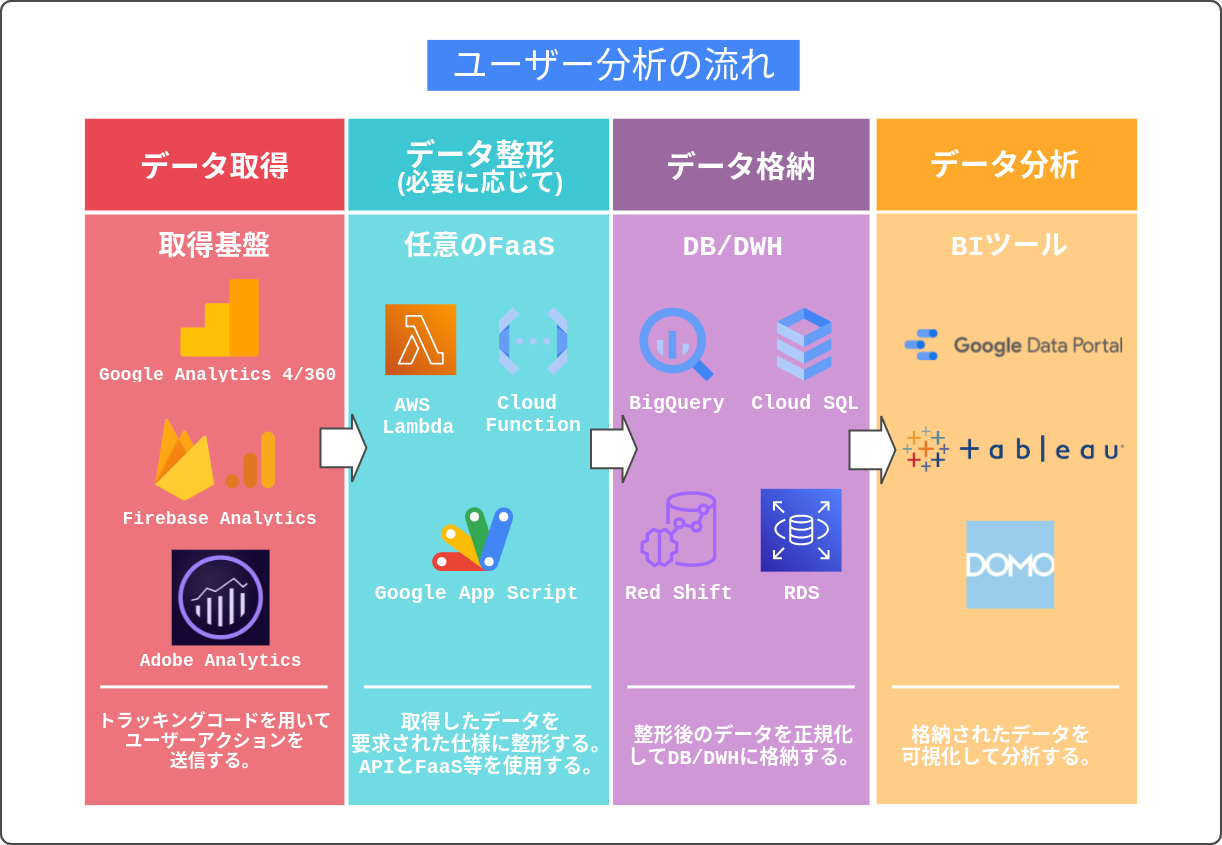 ユーザー分析の流れ
データ取得
取得基盤
Google Analytics 4/360
Firebase Analytics
Adobe Analytics
トラッキングコードを用いて
ユーザーアクションを
送信する。
データ整形
(必要に応じて)
任意のFaaS
AWS
Lambda
Cloud
Function
Google App Script
取得したデータを
要求された仕様に整形する。
APIとFaaS等を使用する。
データ格納
DB/DWH
BigQuery
Cloud SQL
Red Shift
RDS
整形後のデータを正規化
してDB/DWHに格納する。
データ分析
BIツール
Google Data Portal
+ableau
DOMO
格納されたデータを
可視化して分析する。